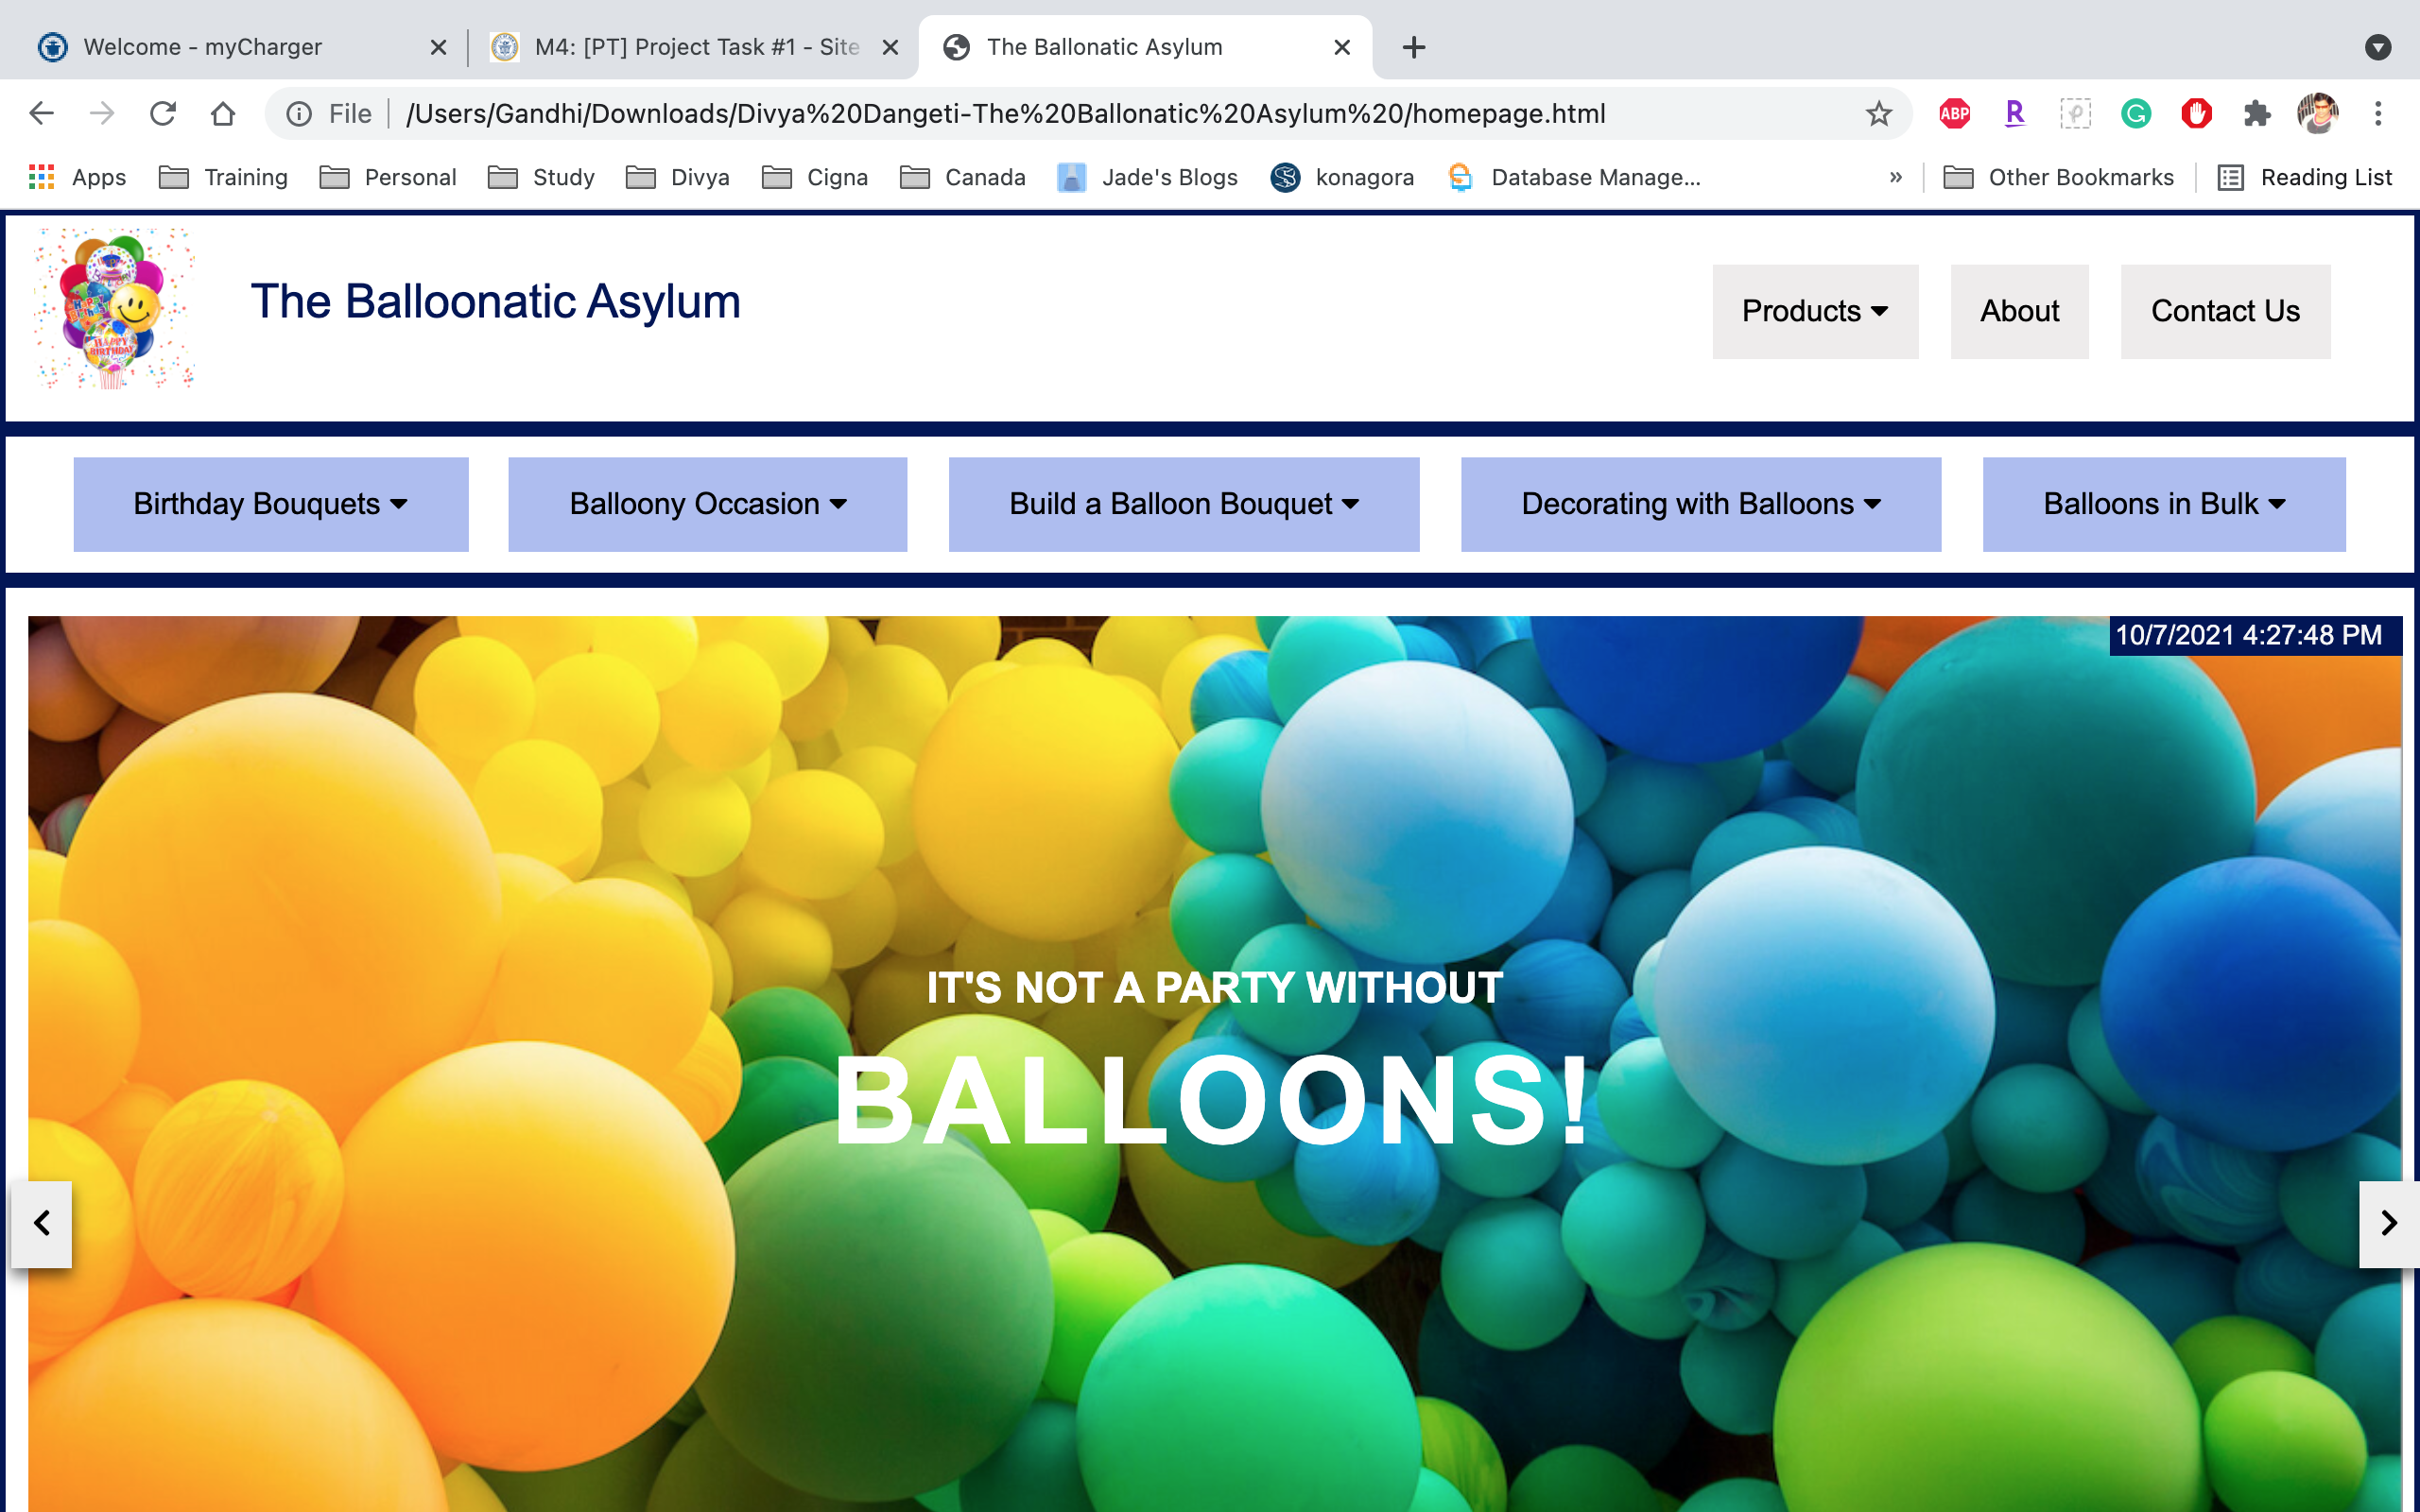 Welcome - myCharger
M4: [PT] Project Task #1 - Site
The Ballonatic Asylum
File
/Users/Gandhi/Downloads/Divya%20Dangeti-The%20Ballonatic%20Asylum%20/homepage.html
ABP
R
Apps
Training
Personal
Study
Divya
Cigna
Canada
Jade's Blogs
konagora
Database Manage...
»
Other Bookmarks
Reading List
HAPPY
BIRTHDAY
The Balloonatic Asylum
Products
About
Contact Us
Birthday Bouquets
Balloony Occasion
Build a Balloon Bouquet
Decorating with Balloons
Balloons in Bulk
10/7/2021 4:27:48 PM
IT'S NOT A PARTY WITHOUT
BALLOONS!